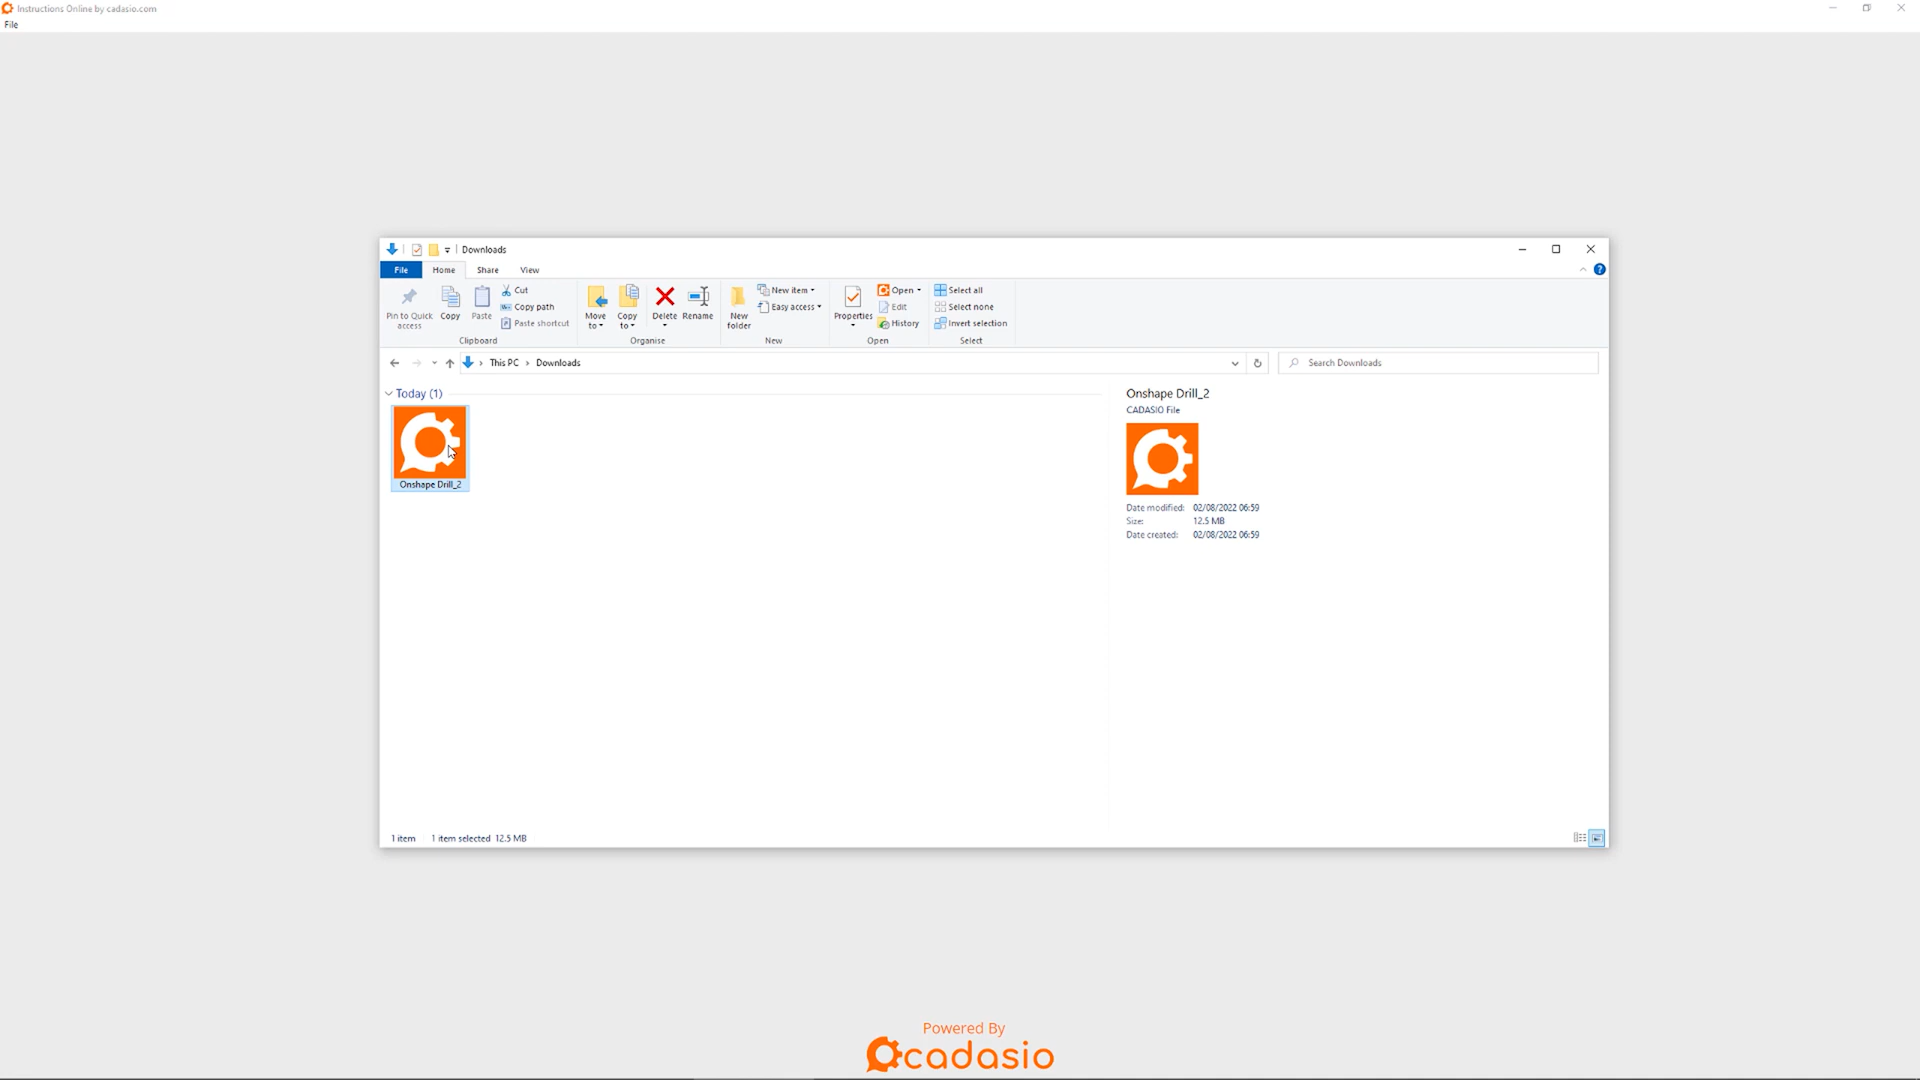 Instructions Online by cadasio.com
File
Downloads
File Home Share View
Pin to Quick access
Copy
Paste
Cut
Copy path
Paste shortcut
Clipboard
Move to
Copy to
Delete
Rename
Organise
New folder
New item
Easy access
New
Properties
Open
Edit
History
Open
Select all
Select none
Invert selection
Select
This PC › Downloads
Search Downloads
Today (1)
Onshape Drill_2
Onshape Drill_2
CADASIO File
Date modified: 02/08/2022 06:59
Size: 12.5 MB
Date created: 02/08/2022 06:59
1 item 1 item selected 12.5 MB
Powered By
cadasio